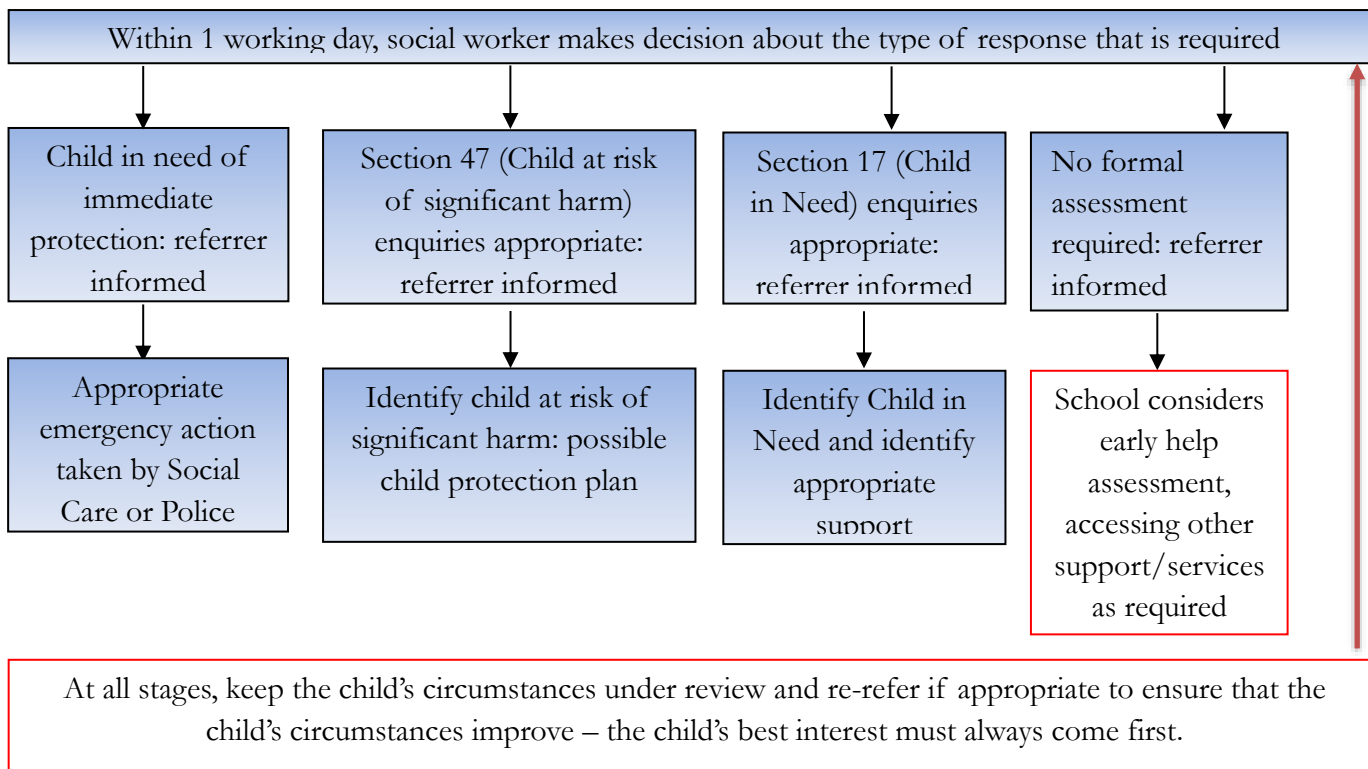 Within 1 working day, social worker makes decision about the type of response that is required
Child in need of
immediate
protection: referrer
informed
Section 47 (Child at risk
of significant harm)
enquiries appropriate:
referrer informed
Section 17 (Child
in Need) enquiries
appropriate:
referrer informed
No formal
assessment
required: referrer
informed
Appropriate
emergency action
taken by Social
Care or Police
Identify child at risk of
significant harm: possible
child protection plan
Identify Child in
Need and identify
appropriate
support
School considers
early help
assessment,
accessing other
support/services
as required
At all stages, keep the child’s circumstances under review and re-refer if appropriate to ensure that the
child’s circumstances improve – the child’s best interest must always come first.